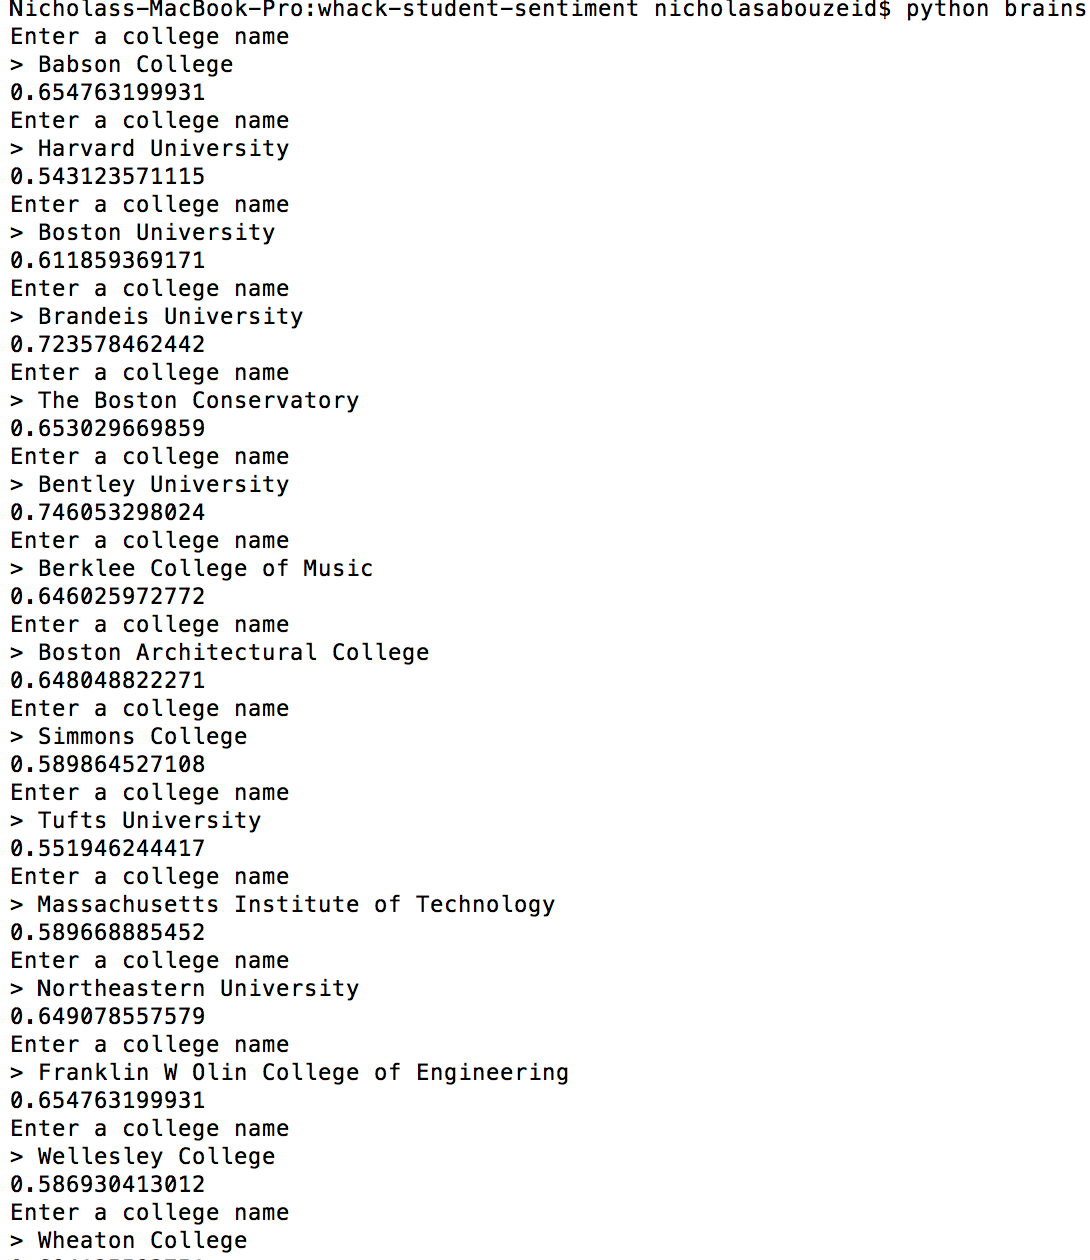 Nicholass-MacBook-Pro:whack-student-sentiment nicholasabouzeid$ python brains
Enter a college name
> Babson College
0.654763199931
Enter a college name
> Harvard University
0.543123571115
Enter a college name
> Boston University
0.611859369171
Enter a college name
> Brandeis University
0.723578462442
Enter a college name
> The Boston Conservatory
0.653029669859
Enter a college name
> Bentley University
0.746053298024
Enter a college name
> Berklee College of Music
0.646025972772
Enter a college name
> Boston Architectural College
0.648048822271
Enter a college name
> Simmons College
0.589864527108
Enter a college name
> Tufts University
0.551946244417
Enter a college name
> Massachusetts Institute of Technology
0.589668885452
Enter a college name
> Northeastern University
0.649078557579
Enter a college name
> Franklin W Olin College of Engineering
0.654763199931
Enter a college name
> Wellesley College
0.586930413012
Enter a college name
> Wheaton College